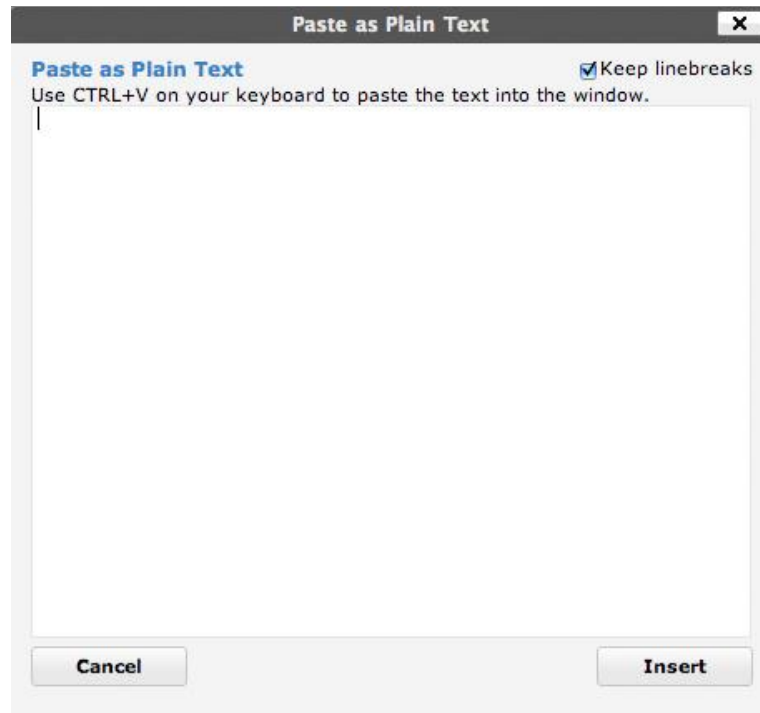 Paste as Plain Text
Paste as Plain Text Keep linebreaks
Use CTRL+V on your keyboard to paste the text into the window.
Cancel Insert